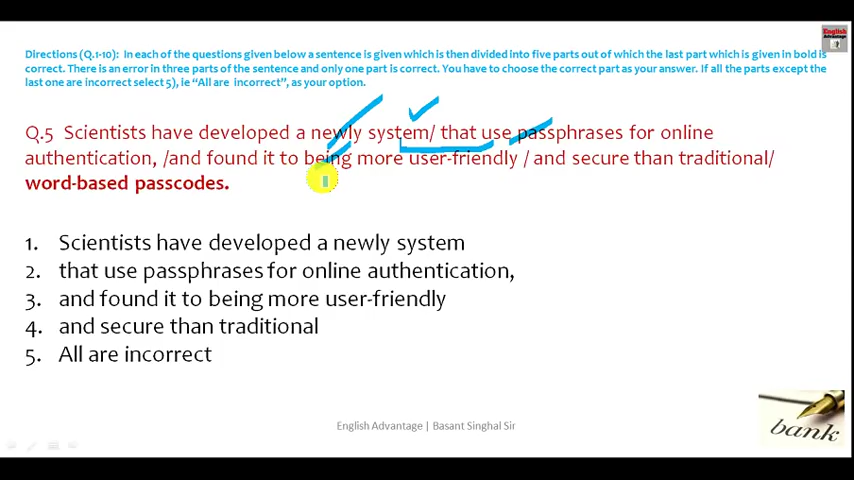 English
Advantage
Directions (Q.1-10): In each of the questions given below a sentence is given which is then divided into five parts out of which the last part which is given in bold is
correct. There is an error in three parts of the sentence and only one part is correct. You have to choose the correct part as your answer. If all the parts except the
last one are incorrect select 5), ie “All are incorrect”, as your option.
Q.5 Scientists have developed a newly system/ that use passphrases for online
authentication, /and found it to being more user-friendly / and secure than traditional/
word-based passcodes.
1. Scientists have developed a newly system
2. that use passphrases for online authentication,
3. and found it to being more user-friendly
4. and secure than traditional
5. All are incorrect
English Advantage | Basant Singhal Sir
bank